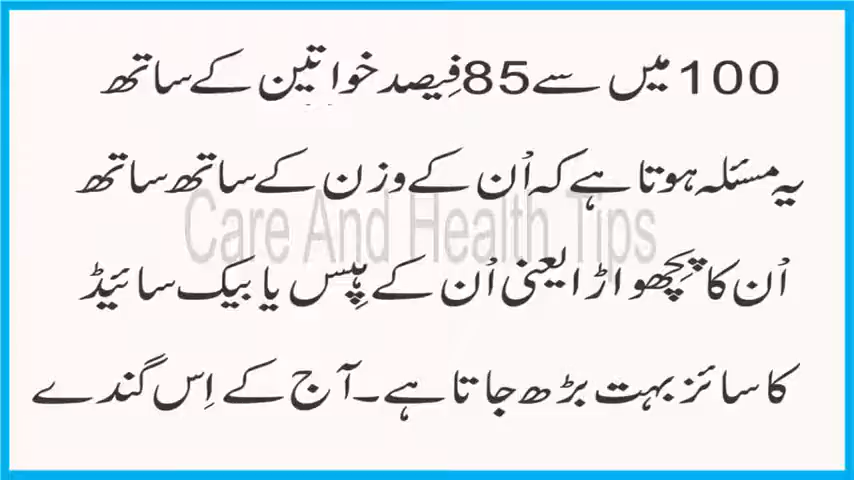 100 میں سے 85 فیصد خواتین کے ساتھ
یہ مسئلہ ہوتا ہے کہ اُن کے وزن کے ساتھ ساتھ
Care And Health Tips
اُن کا پچھواڑا یعنی اُن کے ہِپس یا بیک سائیڈ
کا سائز بہت بڑھ جاتا ہے۔ آج کے اِس گندے